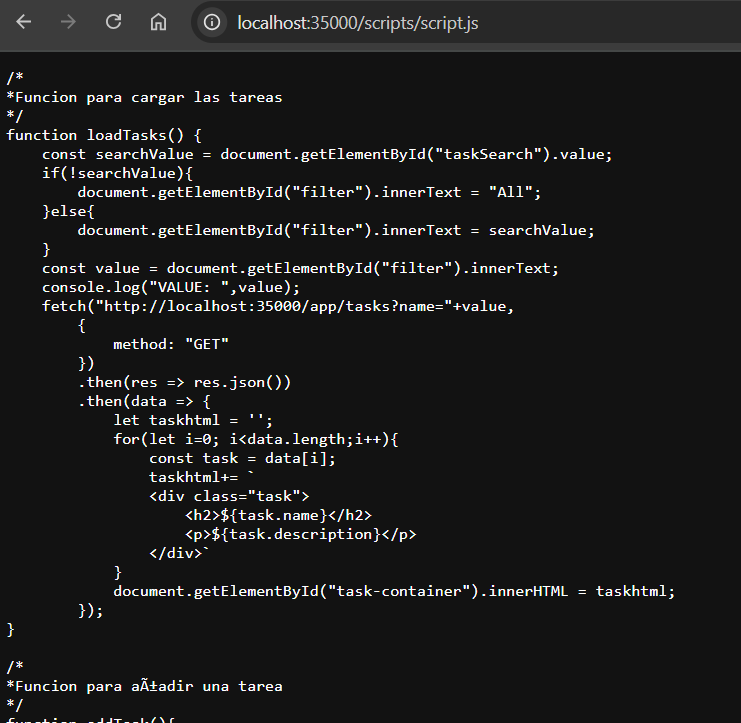 localhost:35000/scripts/script.js
/*
*Funcion para cargar las tareas
*/
function loadTasks() {
    const searchValue = document.getElementById("taskSearch").value;
    if(!searchValue){
        document.getElementById("filter").innerText = "All";
    }else{
        document.getElementById("filter").innerText = searchValue;
    }
    const value = document.getElementById("filter").innerText;
    console.log("VALUE: ",value);
    fetch("http://localhost:35000/app/tasks?name="+value,
        {
            method: "GET"
        })
        .then(res => res.json())
        .then(data => {
            let taskhtml = '';
            for(let i=0; i<data.length;i++){
                const task = data[i];
                taskhtml+= `
                <div class="task">
                    <h2>${task.name}</h2>
                    <p>${task.description}</p>
                </div>`
            }
            document.getElementById("task-container").innerHTML = taskhtml;
        });
}

/*
*Funcion para aÃ±adir una tarea
*/
function addTask(){